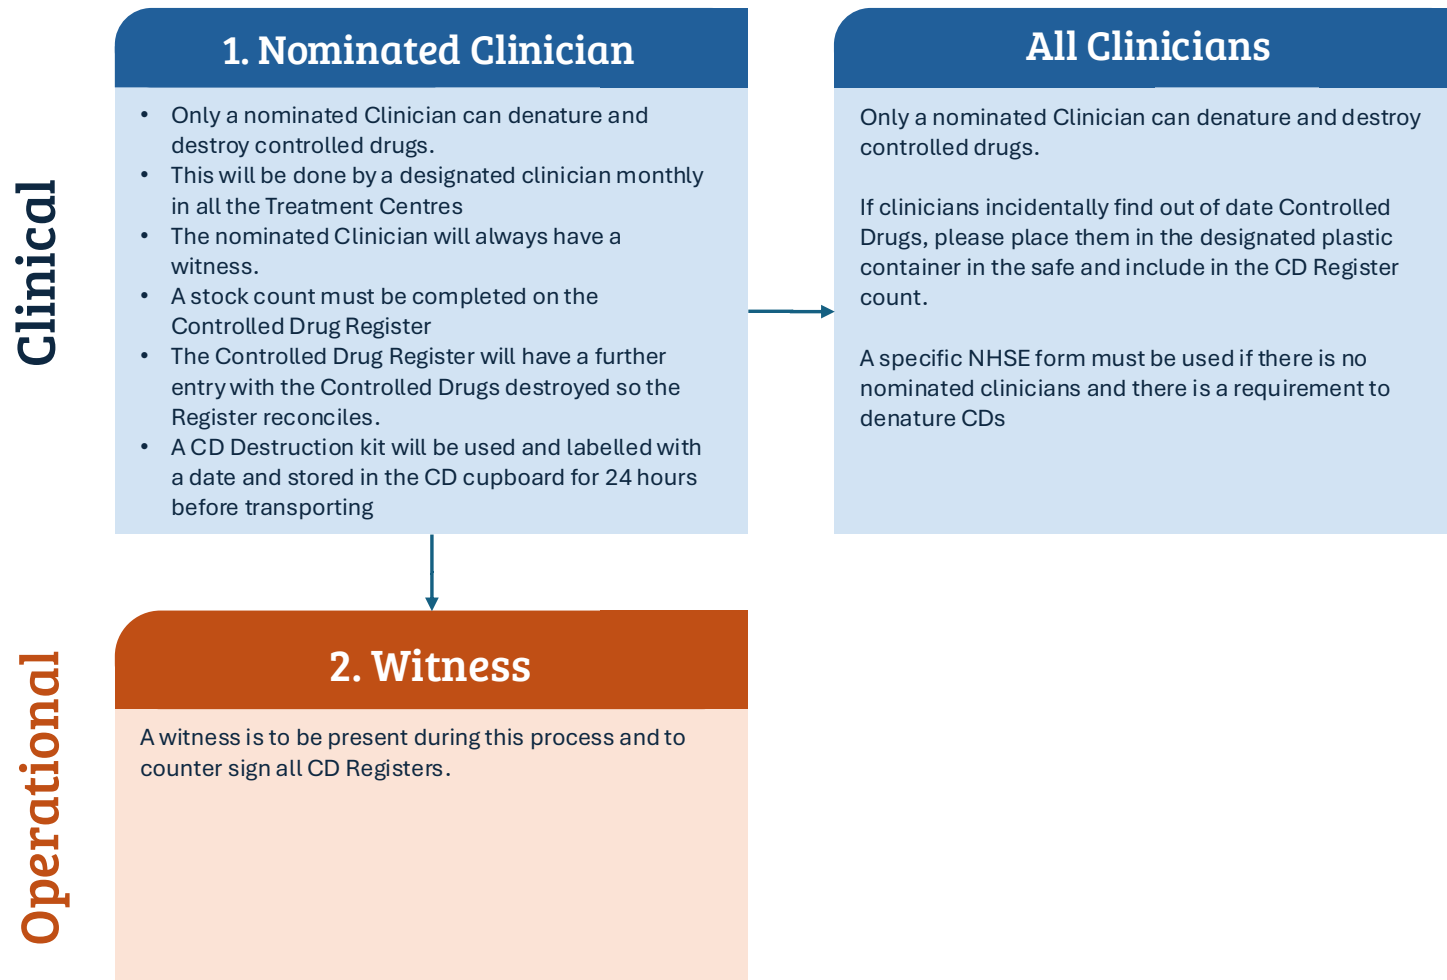 Clinical
1. Nominated Clinician
• Only a nominated Clinician can denature and
destroy controlled drugs.
• This will be done by a designated clinician monthly
in all the Treatment Centres
• The nominated Clinician will always have a
witness.
• A stock count must be completed on the
Controlled Drug Register
• The Controlled Drug Register will have a further
entry with the Controlled Drugs destroyed so the
Register reconciles.
• A CD Destruction kit will be used and labelled with
a date and stored in the CD cupboard for 24 hours
before transporting
All Clinicians
Only a nominated Clinician can denature and destroy
controlled drugs.
If clinicians incidentally find out of date Controlled
Drugs, please place them in the designated plastic
container in the safe and include in the CD Register
count.
A specific NHSE form must be used if there is no
nominated clinicians and there is a requirement to
denature CDs
Operational
2. Witness
A witness is to be present during this process and to
counter sign all CD Registers.